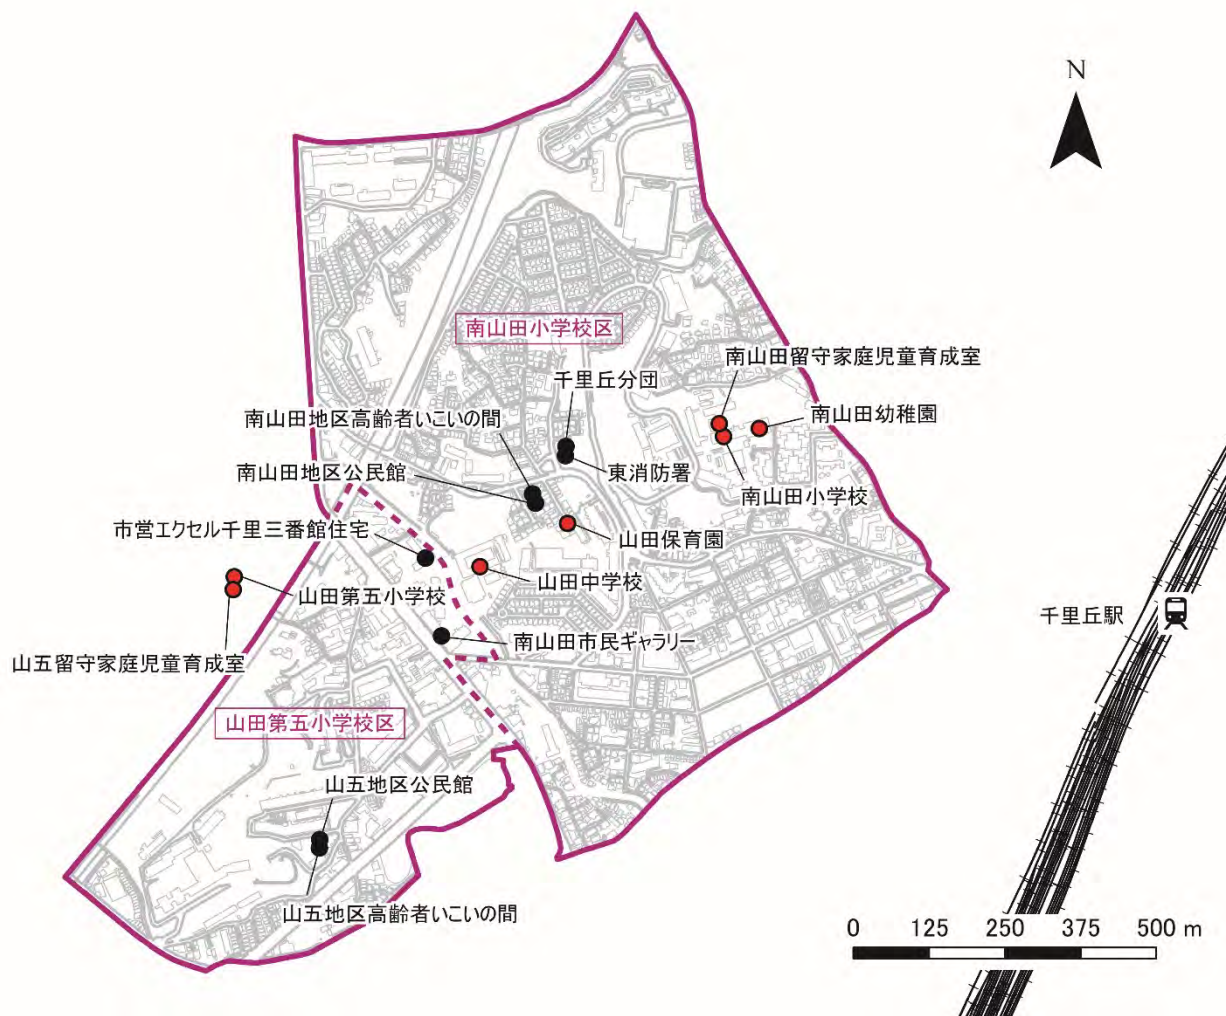 N
南山田小学校区
南山田留守家庭児童育成室
千里丘分団
南山田幼稚園
南山田地区高齢者いこいの間
南山田地区公民館
東消防署
南山田小学校
市営エクセル千里三番館住宅
山田保育園
山田中学校
山田第五小学校
千里丘駅
南山田市民ギャラリー
山五留守家庭児童育成室
山田第五小学校区
山五地区公民館
山五地区高齢者いこいの間
0 125 250 375 500 m